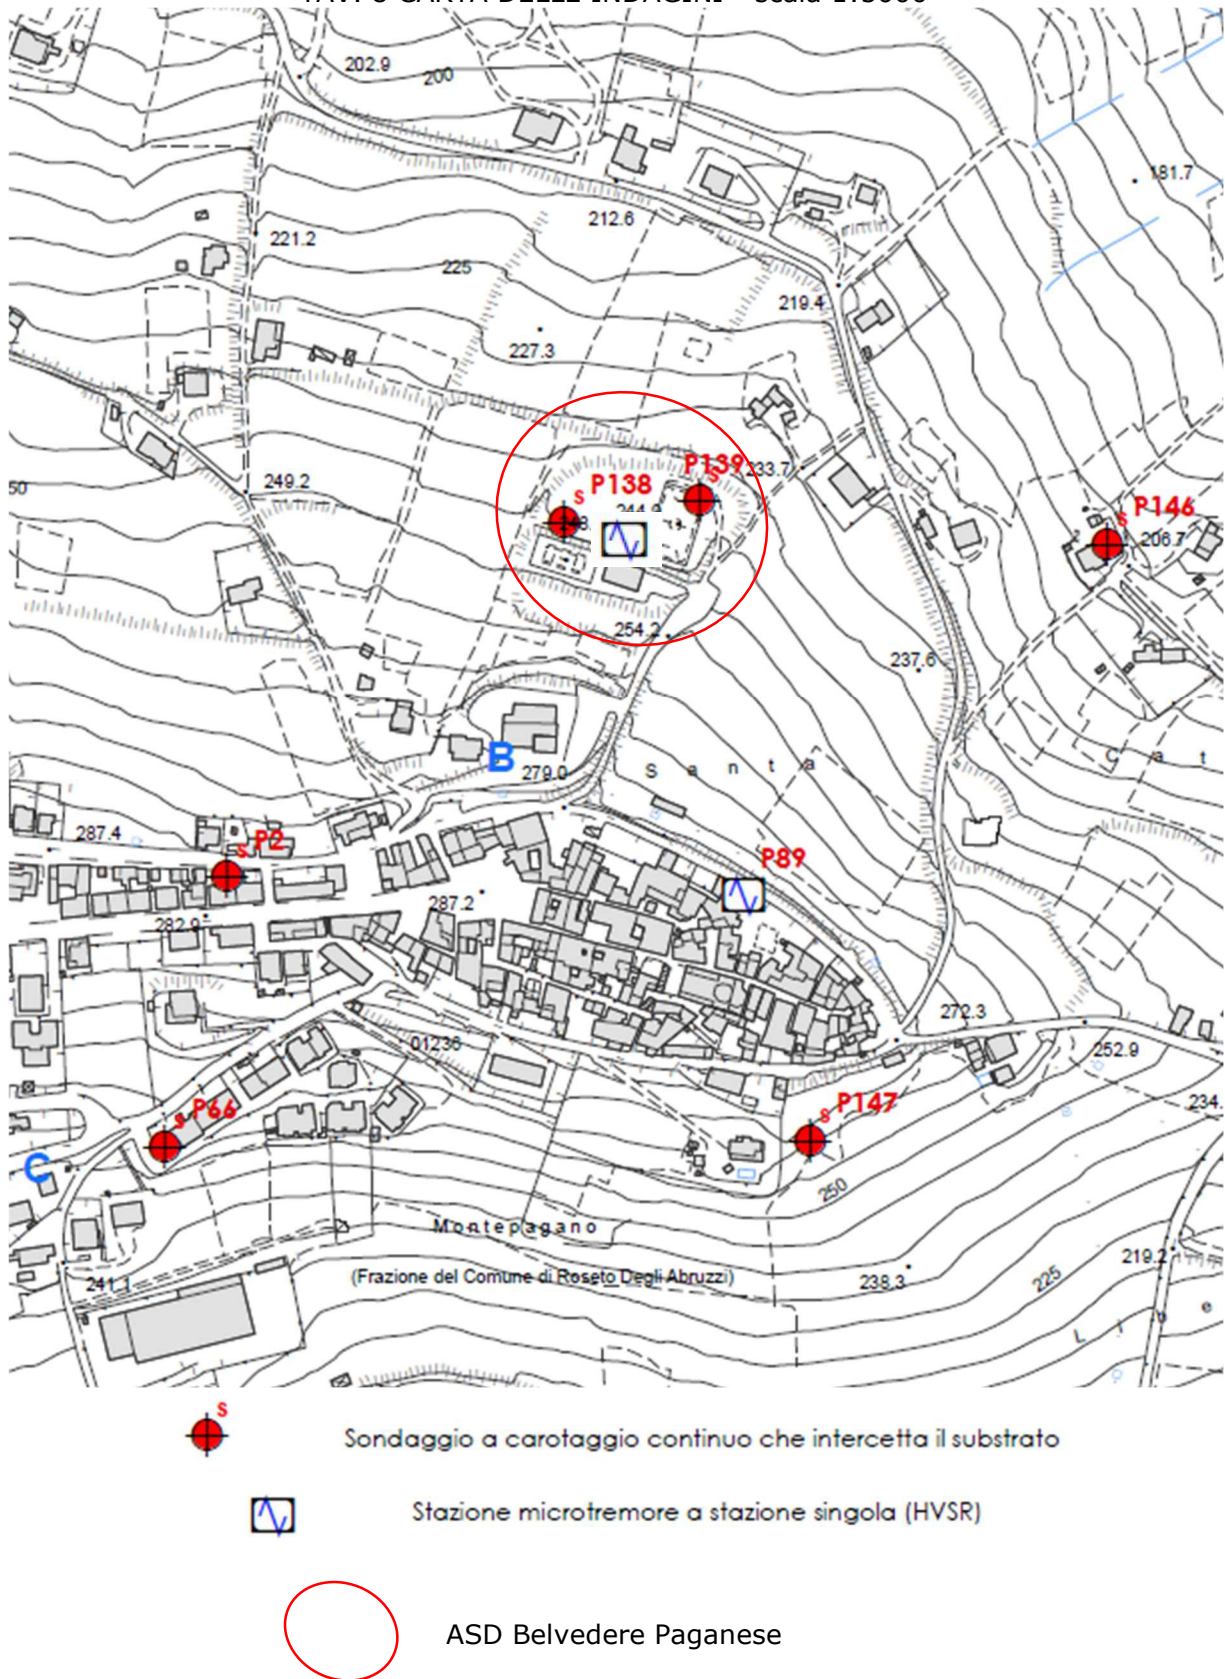 202.9
200
181.7
212.6
221.2
225
219.4
227.3
P139
233.7
249.2
S
P138
S
50
P146
S
206.7
254.2
237.6
B
279.0
S a n t a
C a t
287.4
P2
S
P89
287.2
282.9
272.3
01236
252.9
P66
S
P147
S
234.
C
250
Montepagano
219.2
241.1
(Frazione del Comune di Roseto Degli Abruzzi)
238.3
225
L i p e
S
Sondaggio a carotaggio continuo che intercetta il substrato
Stazione microtremore a stazione singola (HVSR)
ASD Belvedere Paganese